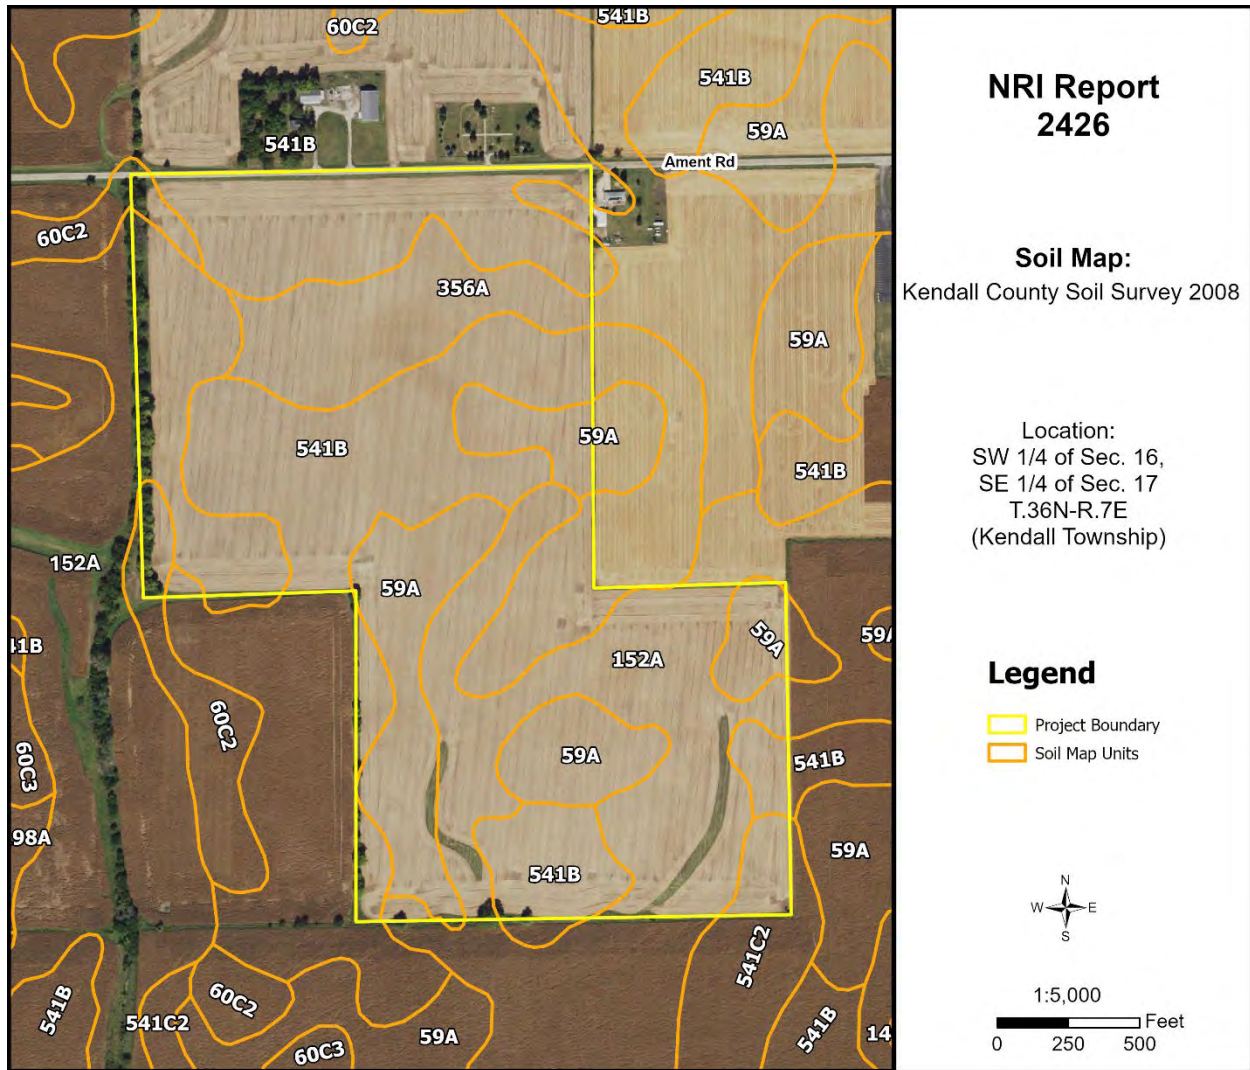 60C2
541B
541B
59A
541B
Ament Rd
60C2
356A
59A
541B
59A
541B
152A
59A
41B
152A
59A
59A
60C2
59A
541B
60C3
98A
541B
59A
541C2
60C2
541B
541C2
59A
541B
14
60C3
NRI Report
2426
Soil Map:
Kendall County Soil Survey 2008
Location:
SW 1/4 of Sec. 16,
SE 1/4 of Sec. 17
T.36N-R.7E
(Kendall Township)
Legend
Project Boundary
Soil Map Units
N
W E
S
1:5,000
Feet
0 250 500